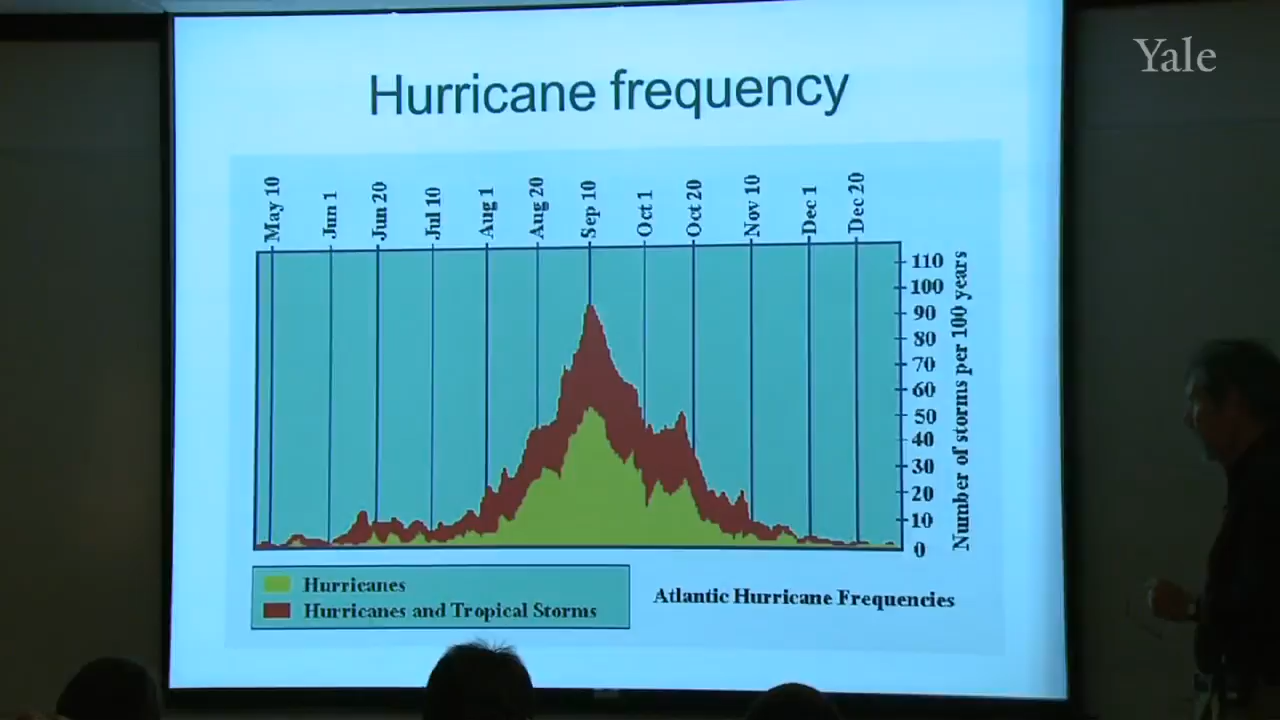 Yale
Hurricane frequency
May 10
Jun 1
Jun 20
Jul 10
Aug 1
Aug 20
Sep 10
Oct 1
Oct 20
Nov 10
Dec 1
Dec 20
110
100
90
80
70
60
50
40
30
20
10
0
Number of storms per 100 years
Hurricanes
Hurricanes and Tropical Storms
Atlantic Hurricane Frequencies